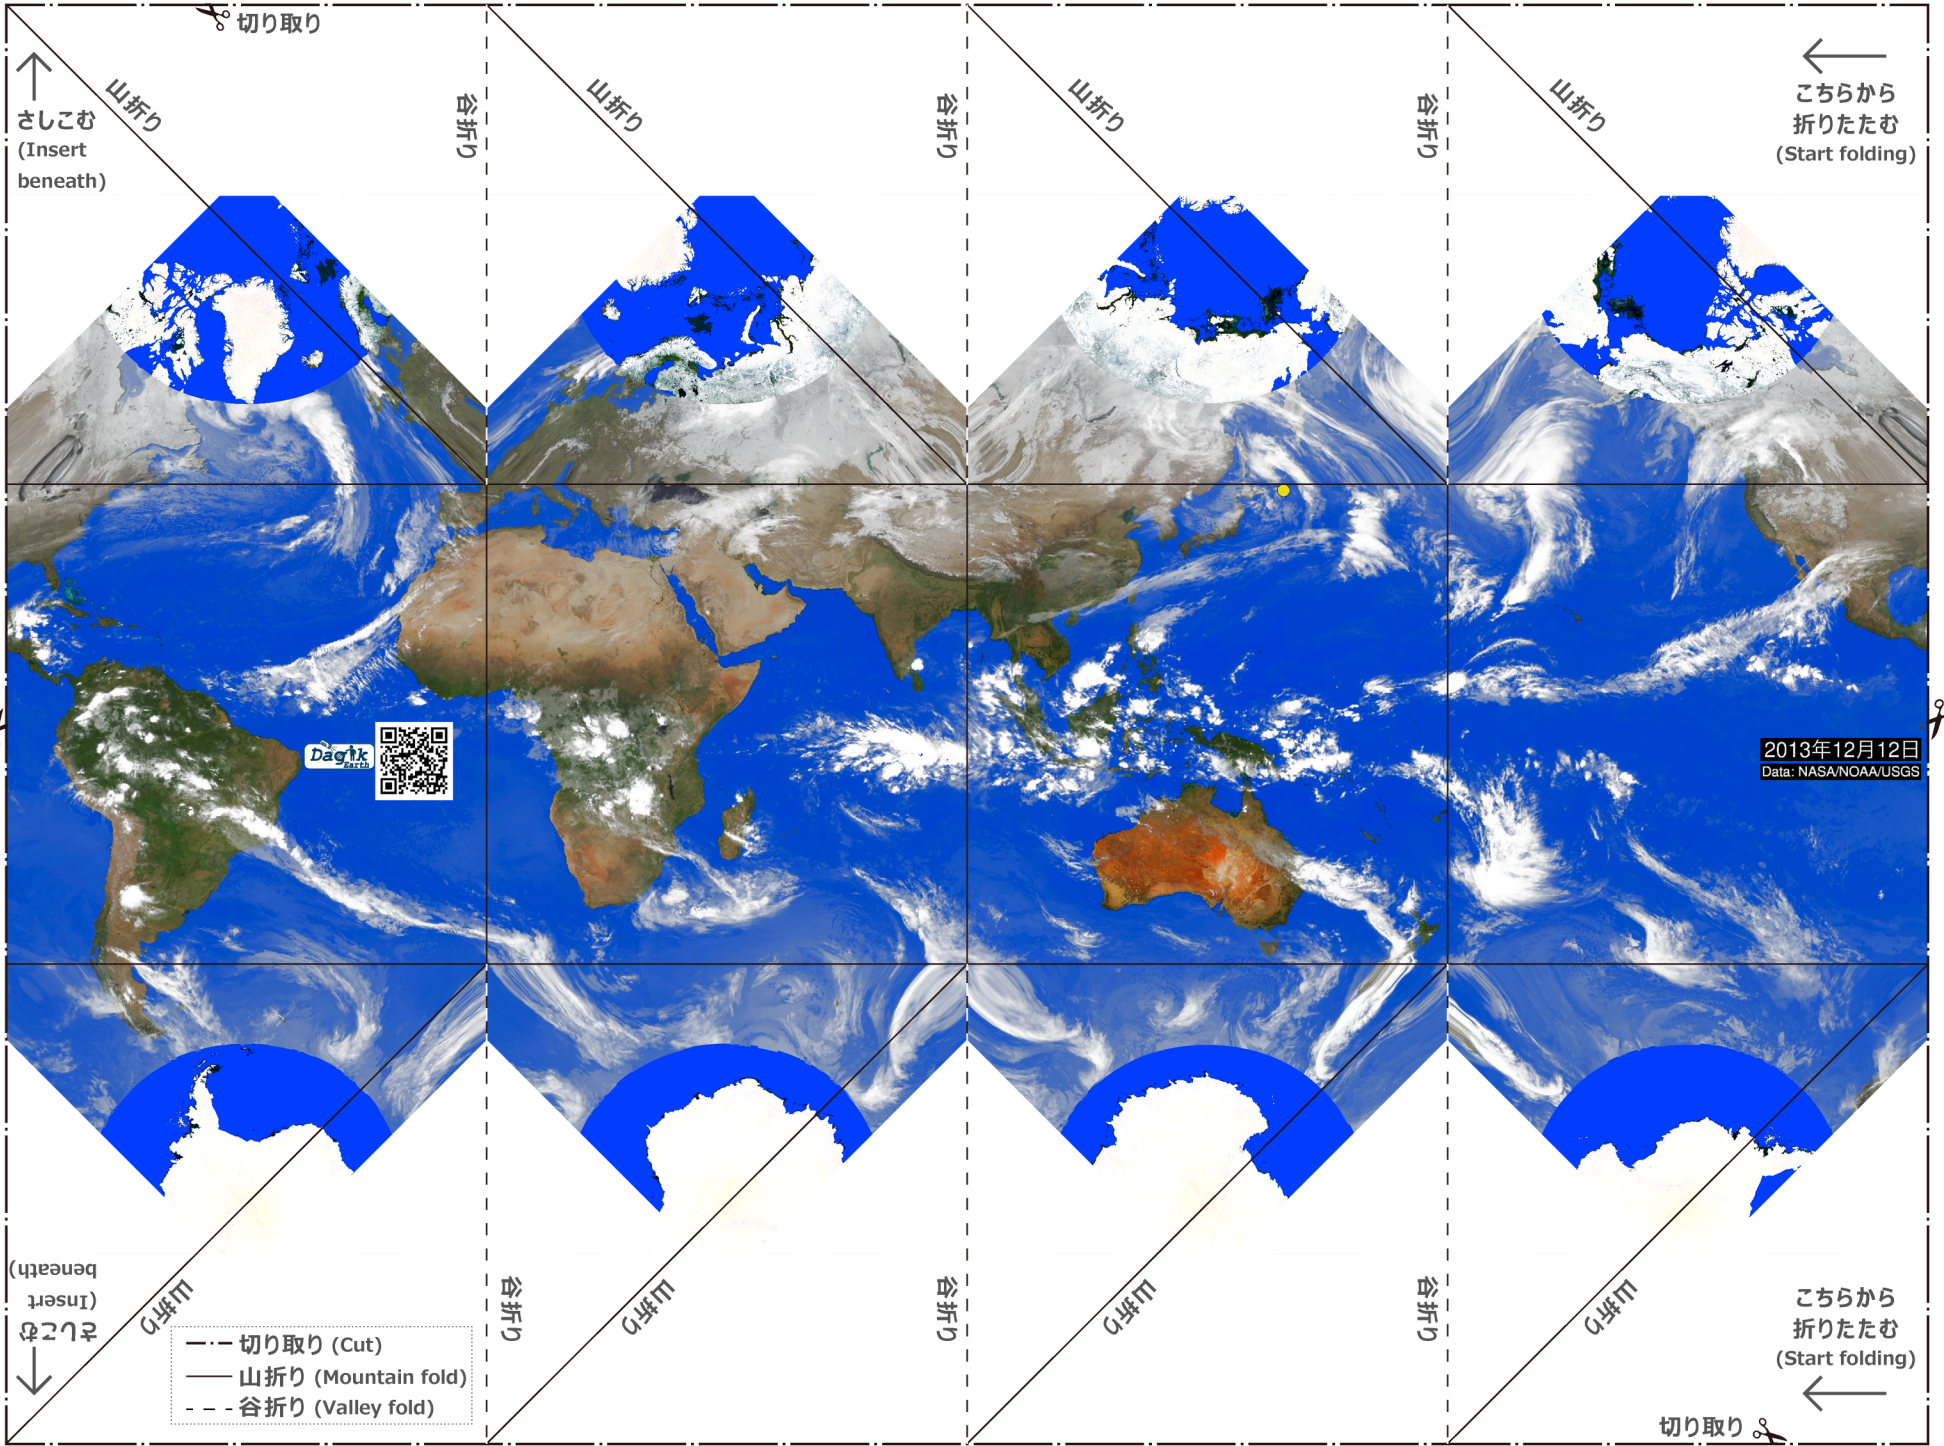 切り取り
山折り
谷折り
山折り
谷折り
山折り
谷折り
山折り
さしこむ
(Insert
beneath)
こちらから
折りたたむ
(Start folding)
Dagik
Earth
2013年12月12日
Data: NASA/NOAA/USGS
さしこむ
(Insert
beneath)
山折り
谷折り
山折り
谷折り
山折り
谷折り
山折り
こちらから
折りたたむ
(Start folding)
切り取り (Cut)
山折り (Mountain fold)
谷折り (Valley fold)
切り取り